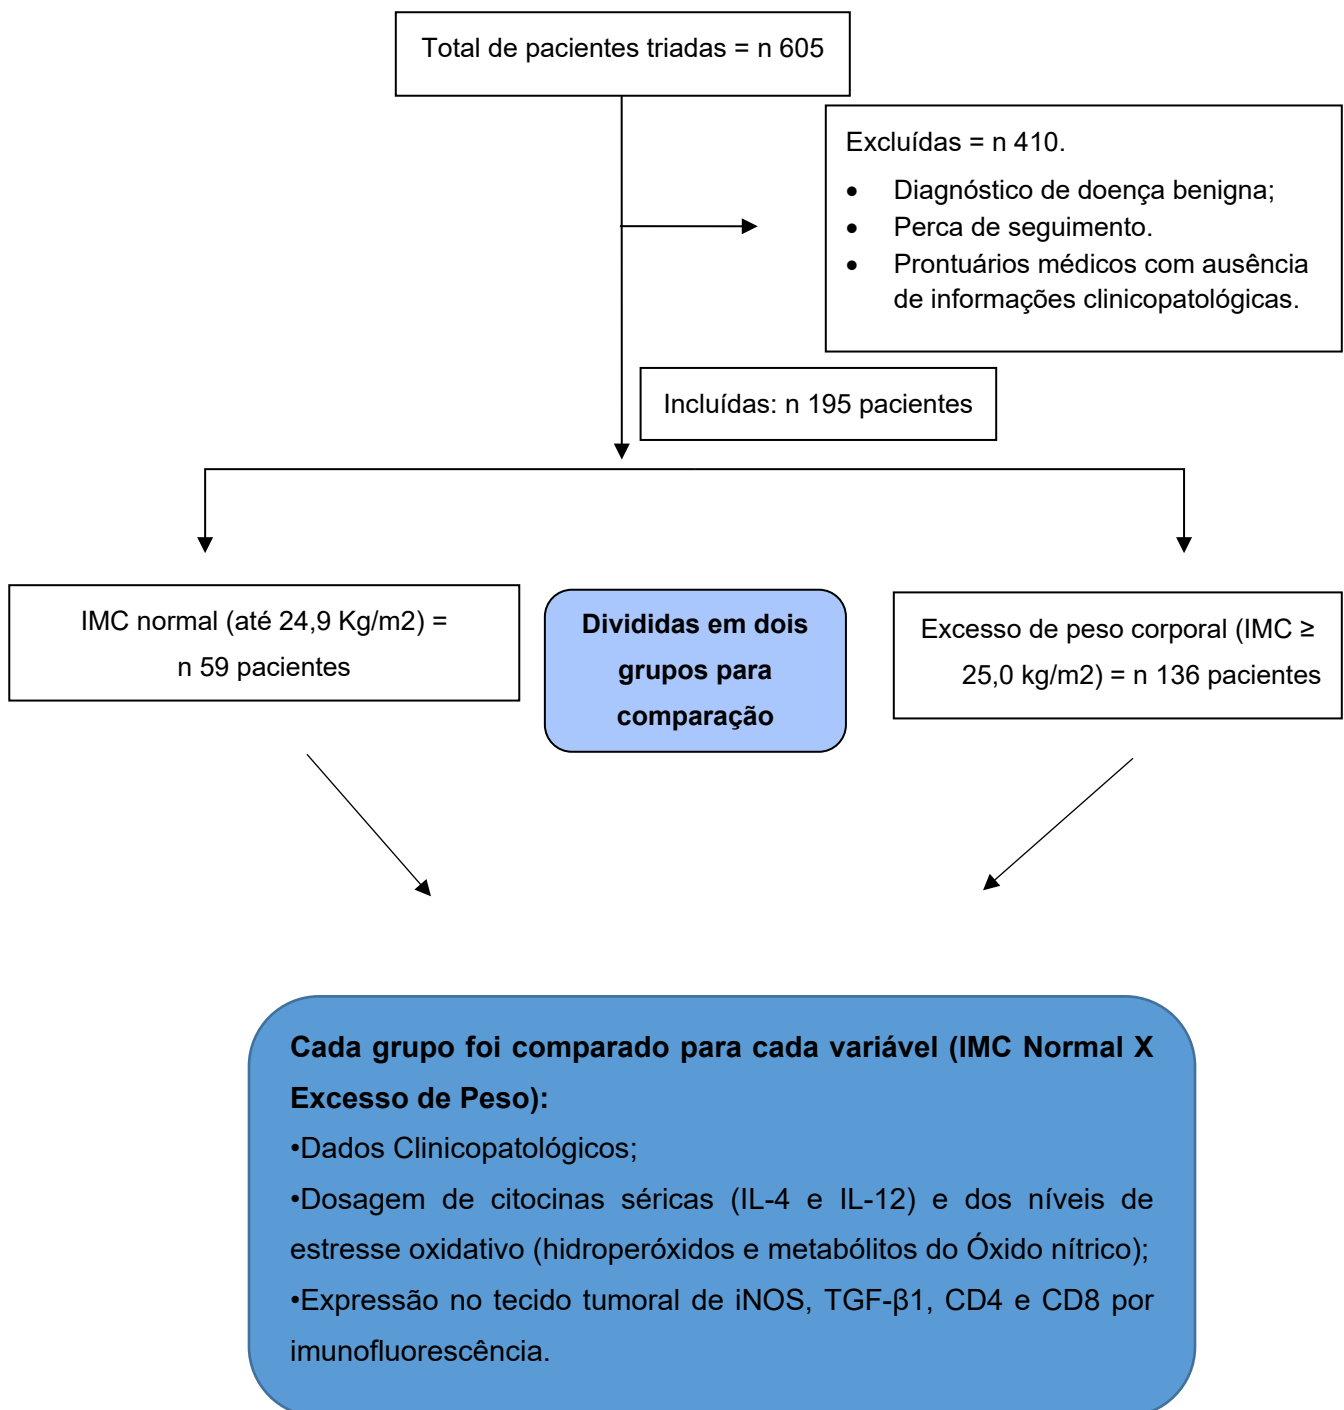 Total de pacientes triadas = n 605
Excluídas = n 410.
• Diagnóstico de doença benigna;
• Perca de seguimento.
• Prontuários médicos com ausência
de informações clinicopatológicas.
Incluídas: n 195 pacientes
IMC normal (até 24,9 Kg/m2) =
n 59 pacientes
Divididas em dois
grupos para
comparação
Excesso de peso corporal (IMC ≥
25,0 kg/m2) = n 136 pacientes
Cada grupo foi comparado para cada variável (IMC Normal X
Excesso de Peso):
•Dados Clinicopatológicos;
•Dosagem de citocinas séricas (IL-4 e IL-12) e dos níveis de
estresse oxidativo (hidroperóxidos e metabólitos do Óxido nítrico);
•Expressão no tecido tumoral de iNOS, TGF-β1, CD4 e CD8 por
imunofluorescência.